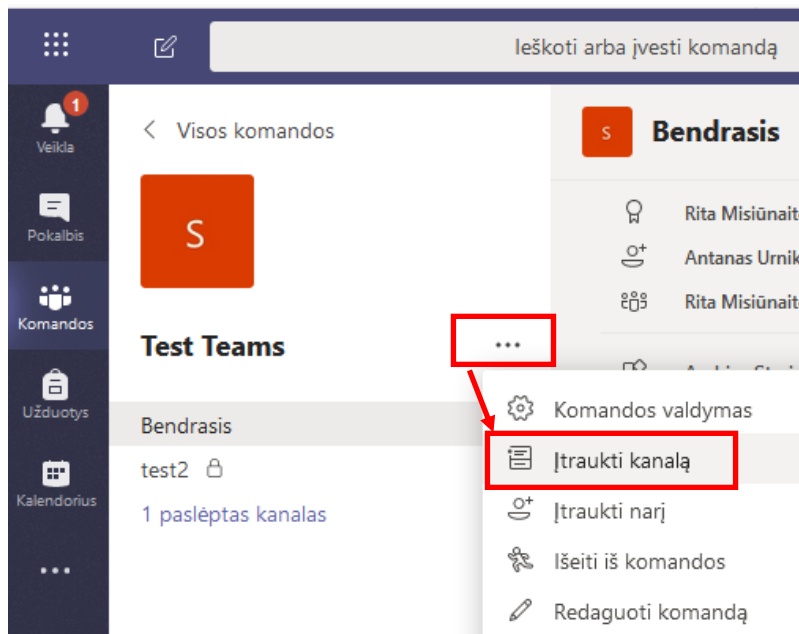 Ieškoti arba įvesti komandą
1
Veikla
Pokalbis
Komandos
Užduotys
Kalendorius
Visos komandos
S
Test Teams
Bendrasis
test2
1 paslėptas kanalas
S
Bendrasis
Rita Misiūnait
Antanas Urnik
Rita Misiūnait
Komandos valdymas
Įtraukti kanalą
Įtraukti narį
Išeiti iš komandos
Redaguoti komandą